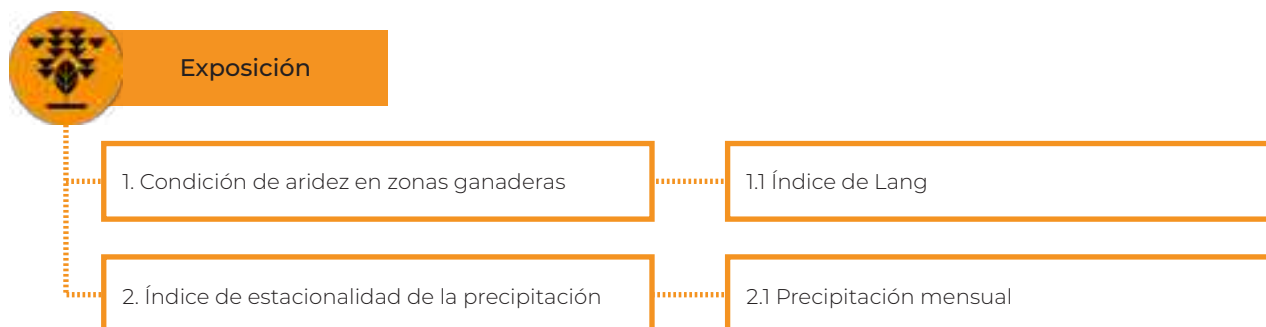 Exposición
1. Condición de aridez en zonas ganaderas
1.1 Índice de Lang
2. Índice de estacionalidad de la precipitación
2.1 Precipitación mensual